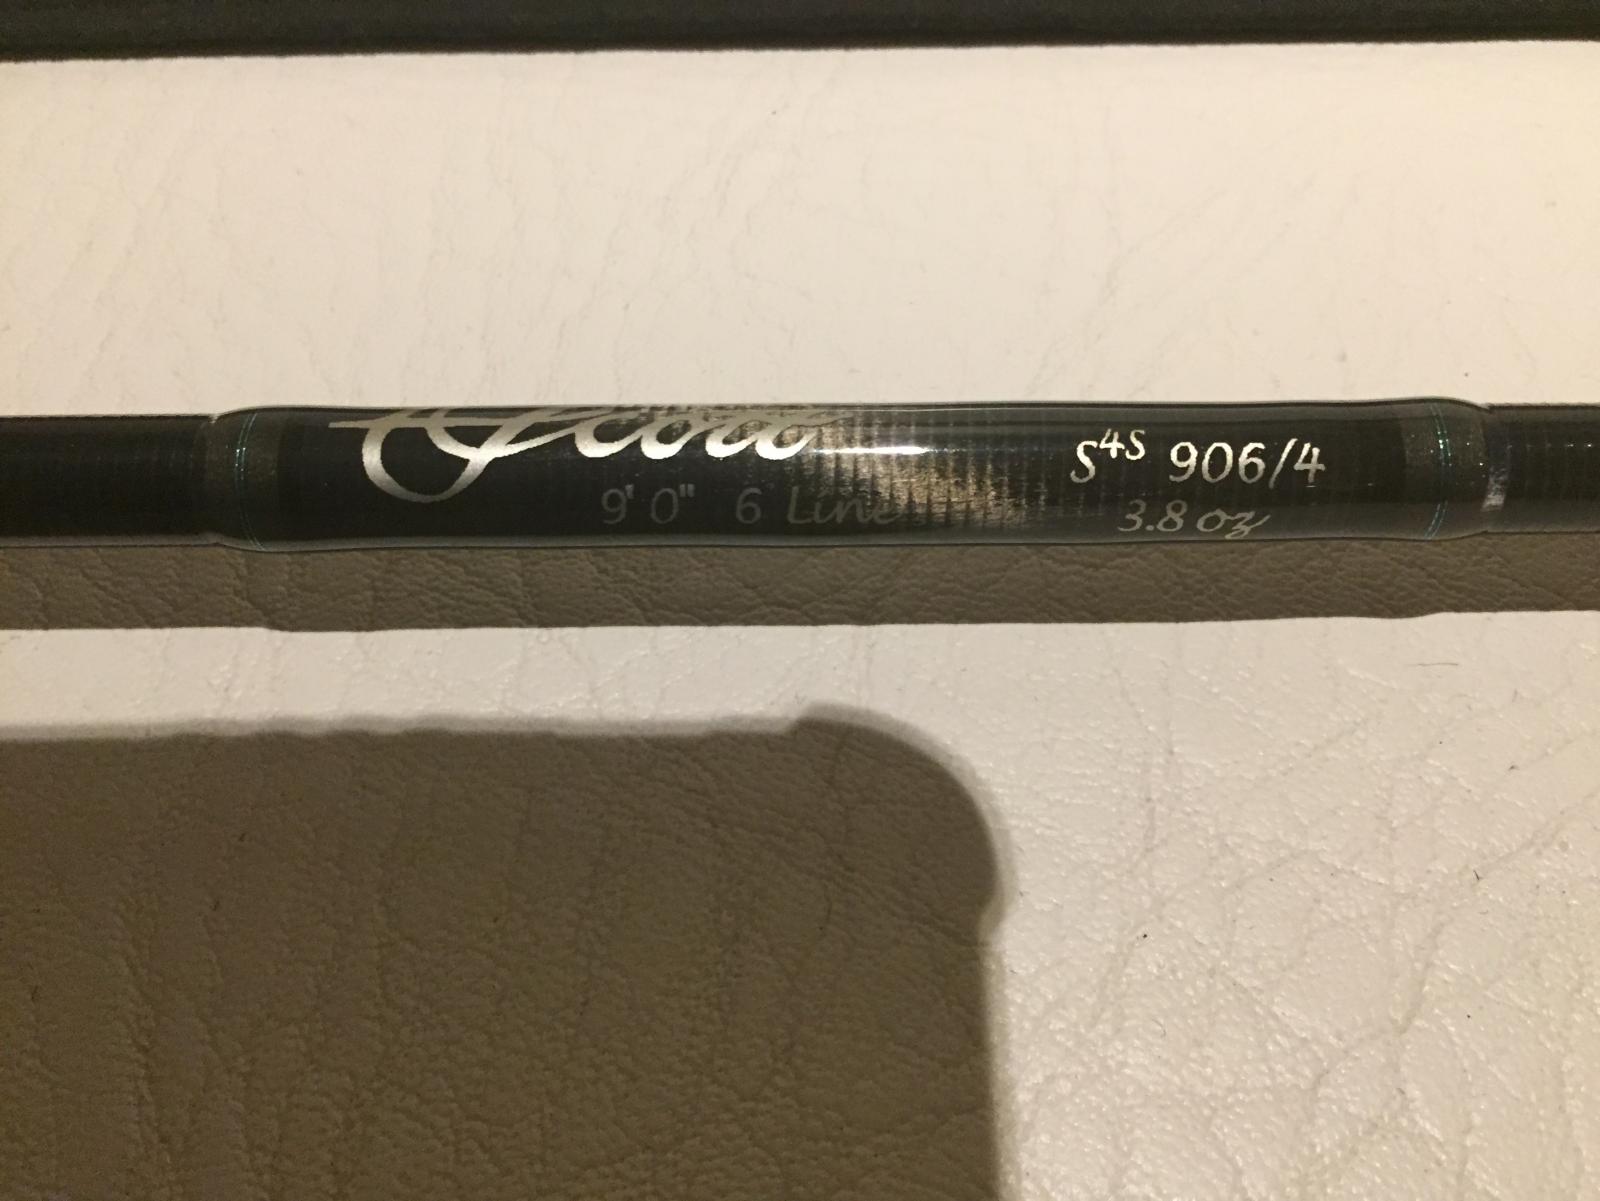 Scott
S4S 906/4
9' 0" 6 Line
3.8 oz